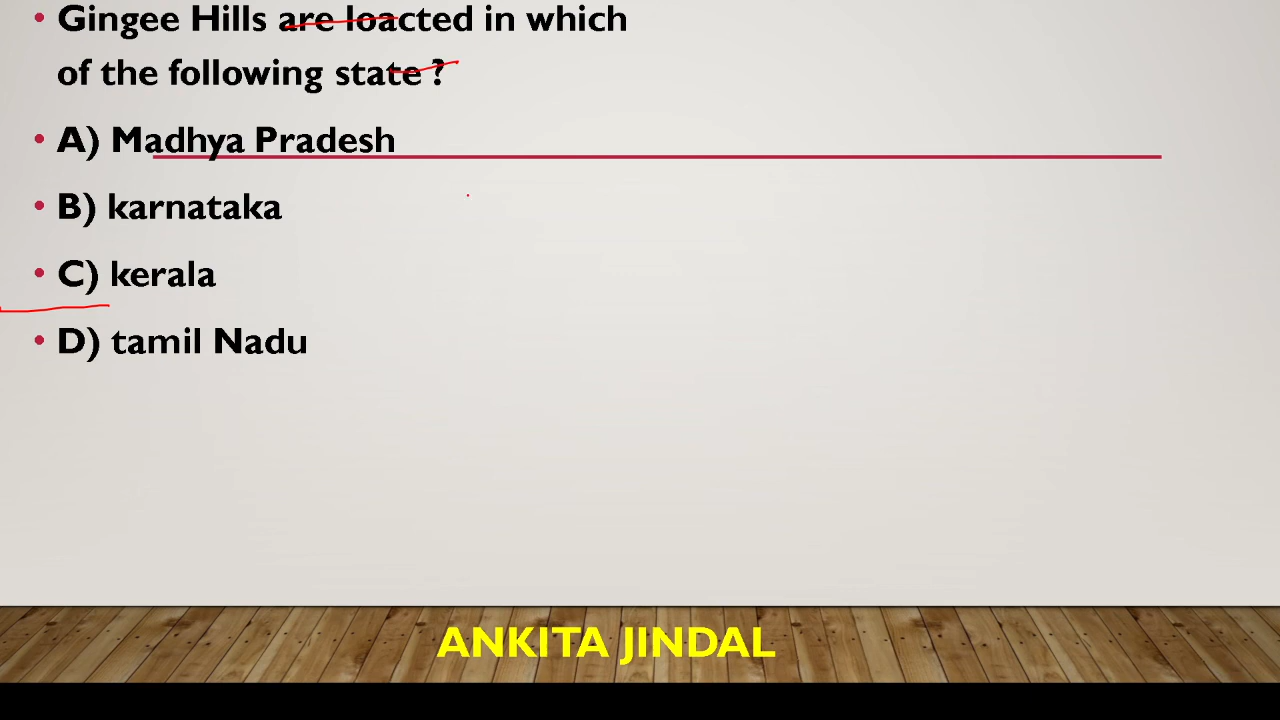 • Gingee Hills are loacted in which
of the following state ?
• A) Madhya Pradesh
• B) karnataka
• C) kerala
• D) tamil Nadu
ANKITA JINDAL